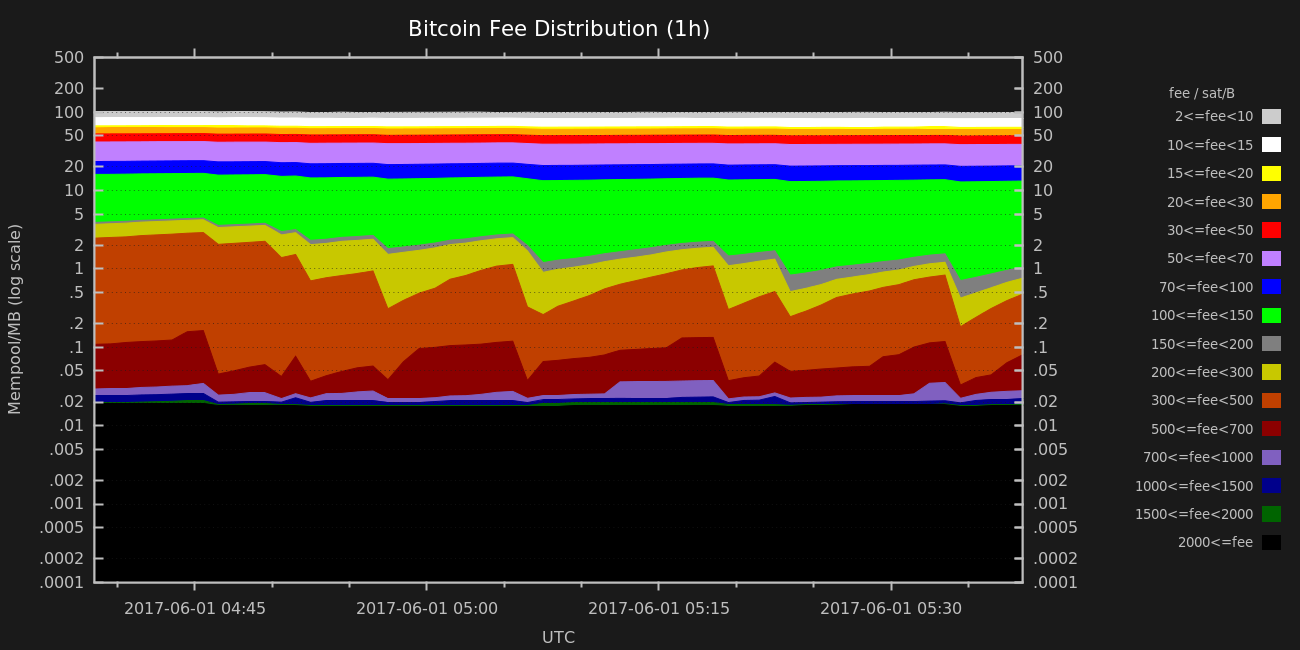 Bitcoin Fee Distribution (1h)
500
200
100
50
20
10
5
2
1
.5
.2
.1
.05
.02
.01
.005
.002
.001
.0005
.0002
.0001
Mempool/MB (log scale)
500
200
100
50
20
10
5
2
1
.5
.2
.1
.05
.02
.01
.005
.002
.001
.0005
.0002
.0001
2017-06-01 04:45 2017-06-01 05:00 2017-06-01 05:15 2017-06-01 05:30
UTC
fee / sat/B
2<=fee<10
10<=fee<15
15<=fee<20
20<=fee<30
30<=fee<50
50<=fee<70
70<=fee<100
100<=fee<150
150<=fee<200
200<=fee<300
300<=fee<500
500<=fee<700
700<=fee<1000
1000<=fee<1500
1500<=fee<2000
2000<=fee